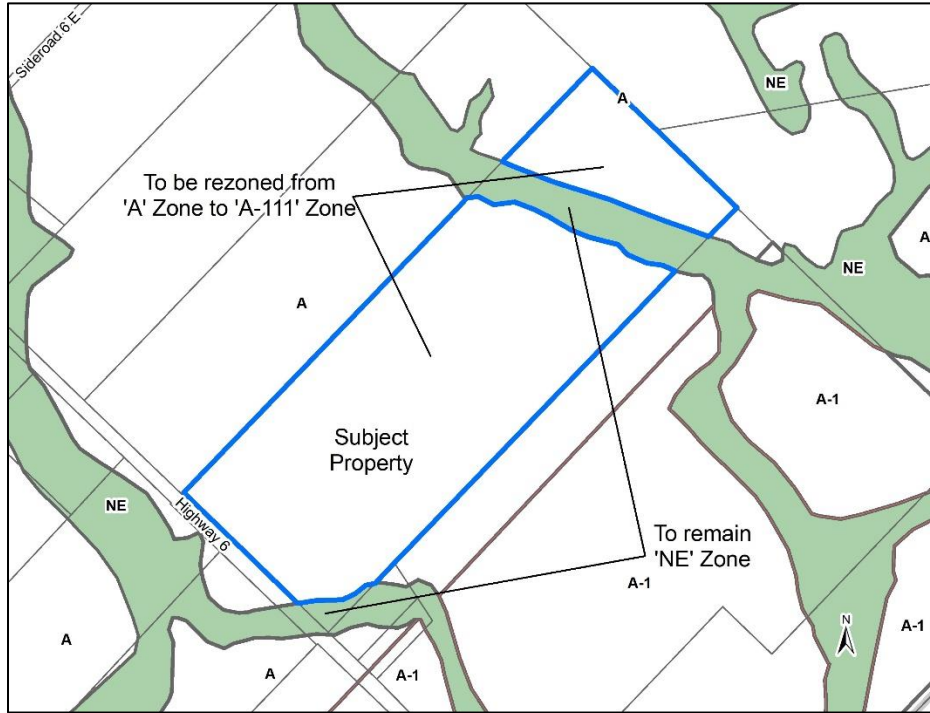 Sideroad 6 E
NE
A
To be rezoned from
'A' Zone to 'A-111' Zone
A
NE
A
A-1
Subject
Property
NE
Highway 6
To remain
'NE' Zone
A-1
N
A
A
A-1
A-1